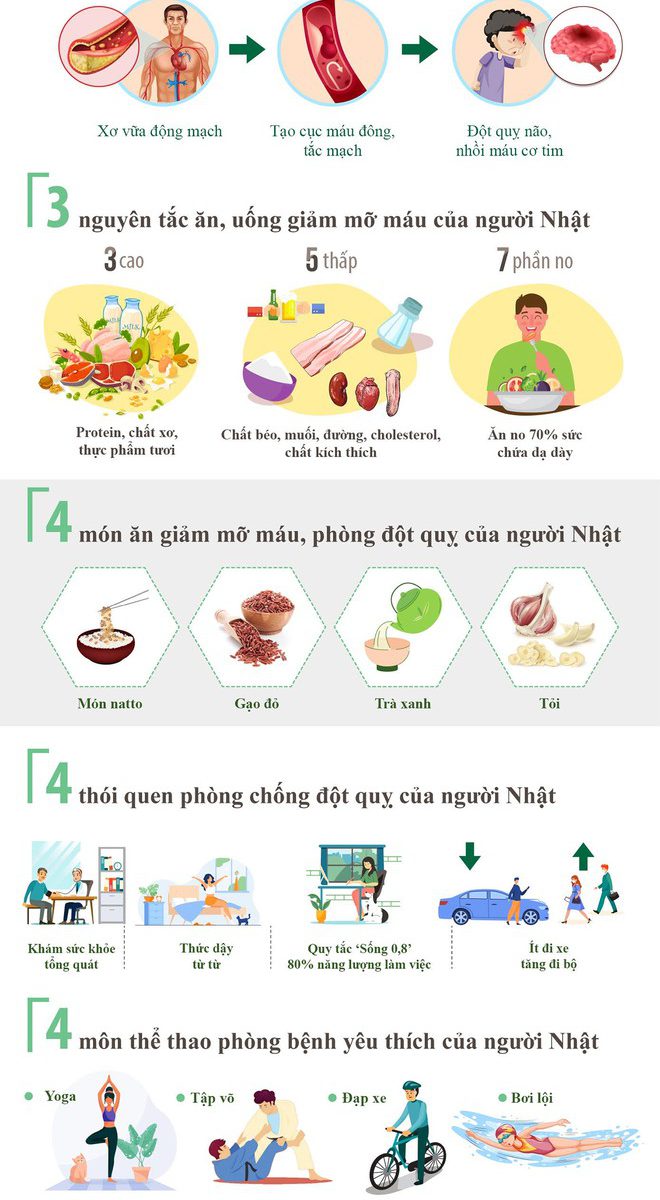 Xơ vữa động mạch
Tạo cục máu đông,
tắc mạch
Đột quỵ não,
nhồi máu cơ tim
3 nguyên tắc ăn, uống giảm mỡ máu của người Nhật
3 cao
5 thấp
7 phần no
MILK
MILK
Protein, chất xơ,
thực phẩm tươi
Chất béo, muối, đường, cholesterol,
chất kích thích
Ăn no 70% sức
chứa dạ dày
4 món ăn giảm mỡ máu, phòng đột quỵ của người Nhật
Món natto
Gạo đỏ
Trà xanh
Tỏi
4 thói quen phòng chống đột quỵ của người Nhật
Khám sức khỏe
tổng quát
Thức dậy
từ từ
Quy tắc ‘Sống 0,8’
80% năng lượng làm việc
Ít đi xe
tăng đi bộ
4 môn thể thao phòng bệnh yêu thích của người Nhật
Yoga
Tập võ
Đạp xe
Bơi lội